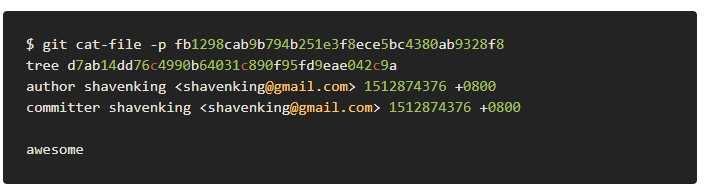 $ git cat-file -p fb1298cab9b794b251e3f8ece5bc4380ab9328f8
tree d7ab14dd76c4990b64031c890f95fd9eae042c9a
author shavenking <shavenking@gmail.com> 1512874376 +0800
committer shavenking <shavenking@gmail.com> 1512874376 +0800

awesome